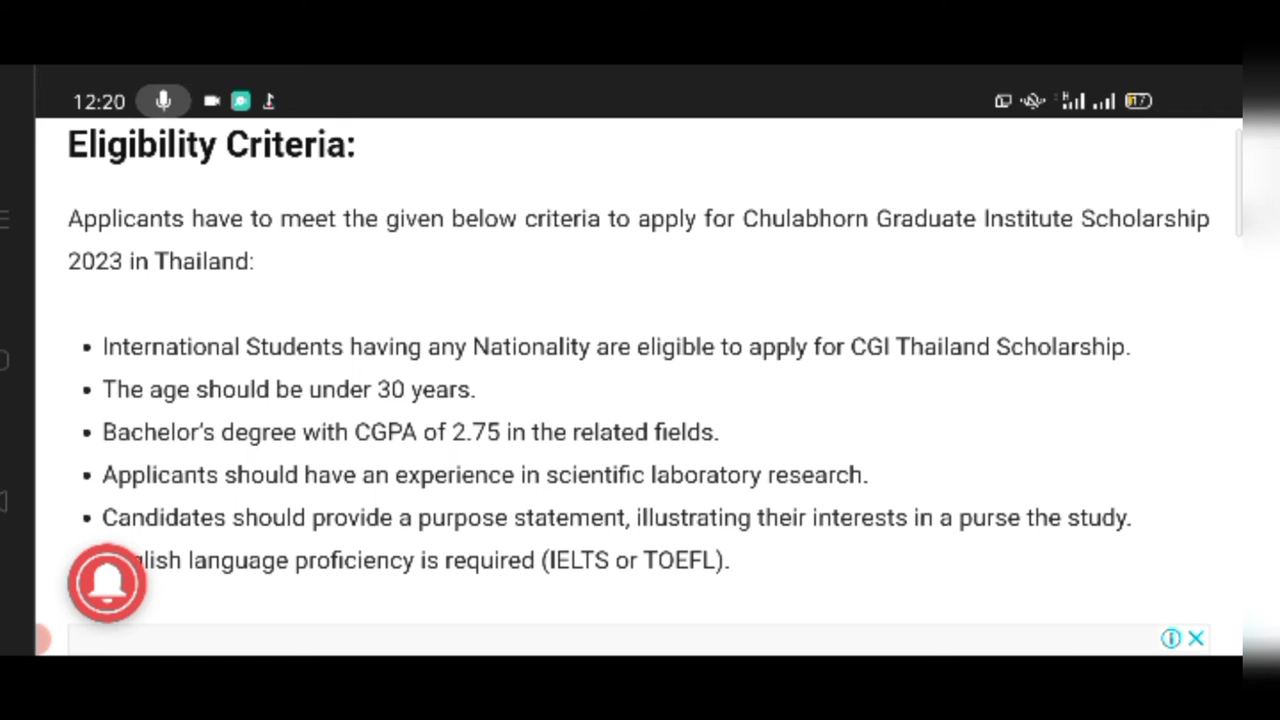 12:20
17
Eligibility Criteria:
Applicants have to meet the given below criteria to apply for Chulabhorn Graduate Institute Scholarship
2023 in Thailand:
• International Students having any Nationality are eligible to apply for CGI Thailand Scholarship.
• The age should be under 30 years.
• Bachelor's degree with CGPA of 2.75 in the related fields.
• Applicants should have an experience in scientific laboratory research.
• Candidates should provide a purpose statement, illustrating their interests in a purse the study.
glish language proficiency is required (IELTS or TOEFL).